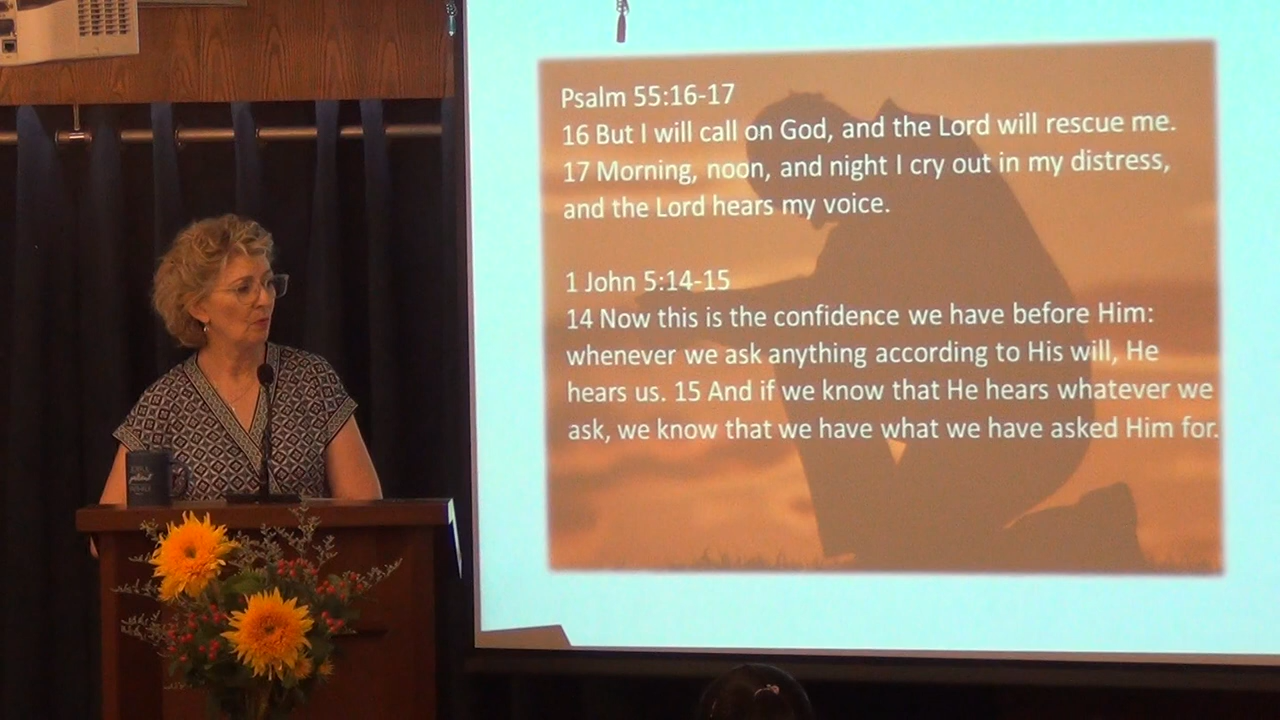 Psalm 55:16-17
16 But I will call on God, and the Lord will rescue me.
17 Morning, noon, and night I cry out in my distress,
and the Lord hears my voice.
1 John 5:14-15
14 Now this is the confidence we have before Him:
whenever we ask anything according to His will, He
hears us. 15 And if we know that He hears whatever we
ask, we know that we have what we have asked Him for.
patient